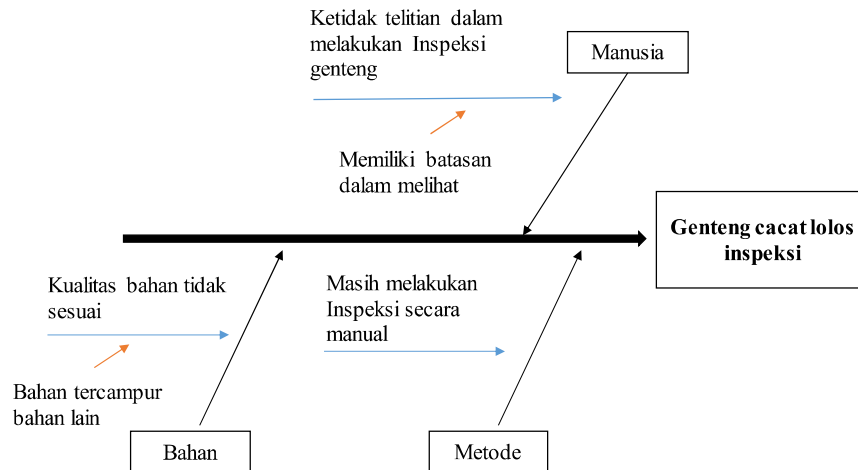 Ketidak telitian dalam
melakukan Inspeksi
genteng
Manusia
Memiliki batasan
dalam melihat
Genteng cacat lolos
inspeksi
Kualitas bahan tidak
sesuai
Masih melakukan
Inspeksi secara
manual
Bahan tercampur
bahan lain
Bahan
Metode